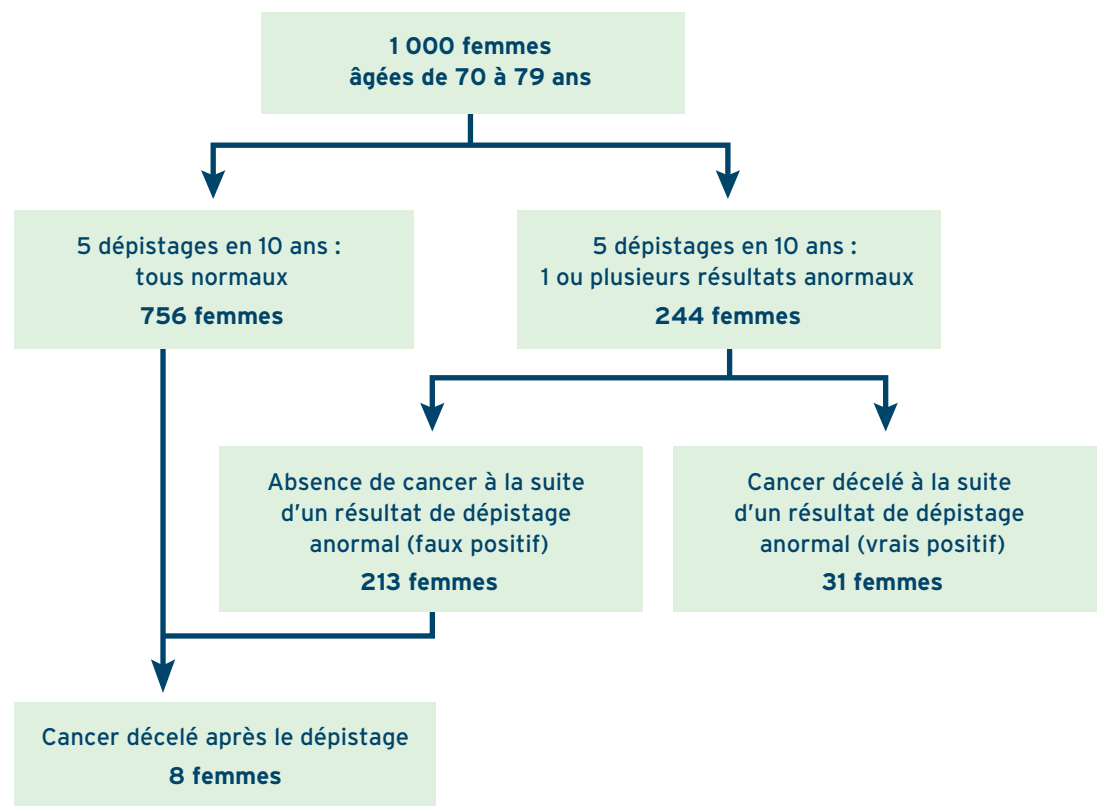 1 000 femmes
âgées de 70 à 79 ans
5 dépistages en 10 ans :
tous normaux
756 femmes
5 dépistages en 10 ans :
1 ou plusieurs résultats anormaux
244 femmes
Absence de cancer à la suite
d'un résultat de dépistage
anormal (faux positif)
213 femmes
Cancer décelé à la suite
d'un résultat de dépistage
anormal (vrais positif)
31 femmes
Cancer décelé après le dépistage
8 femmes